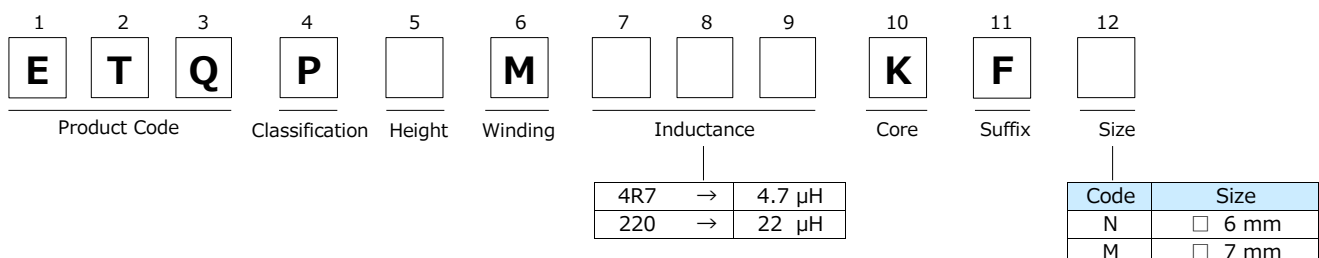 1 2 3 4 5 6 7 8 9 10 11 12
E T Q P M K F
Product Code Classification Height Winding Inductance Core Suffix Size
4R7 → 4.7 µH
220 → 22 µH
Code Size
N □ 6 mm
M □ 7 mm